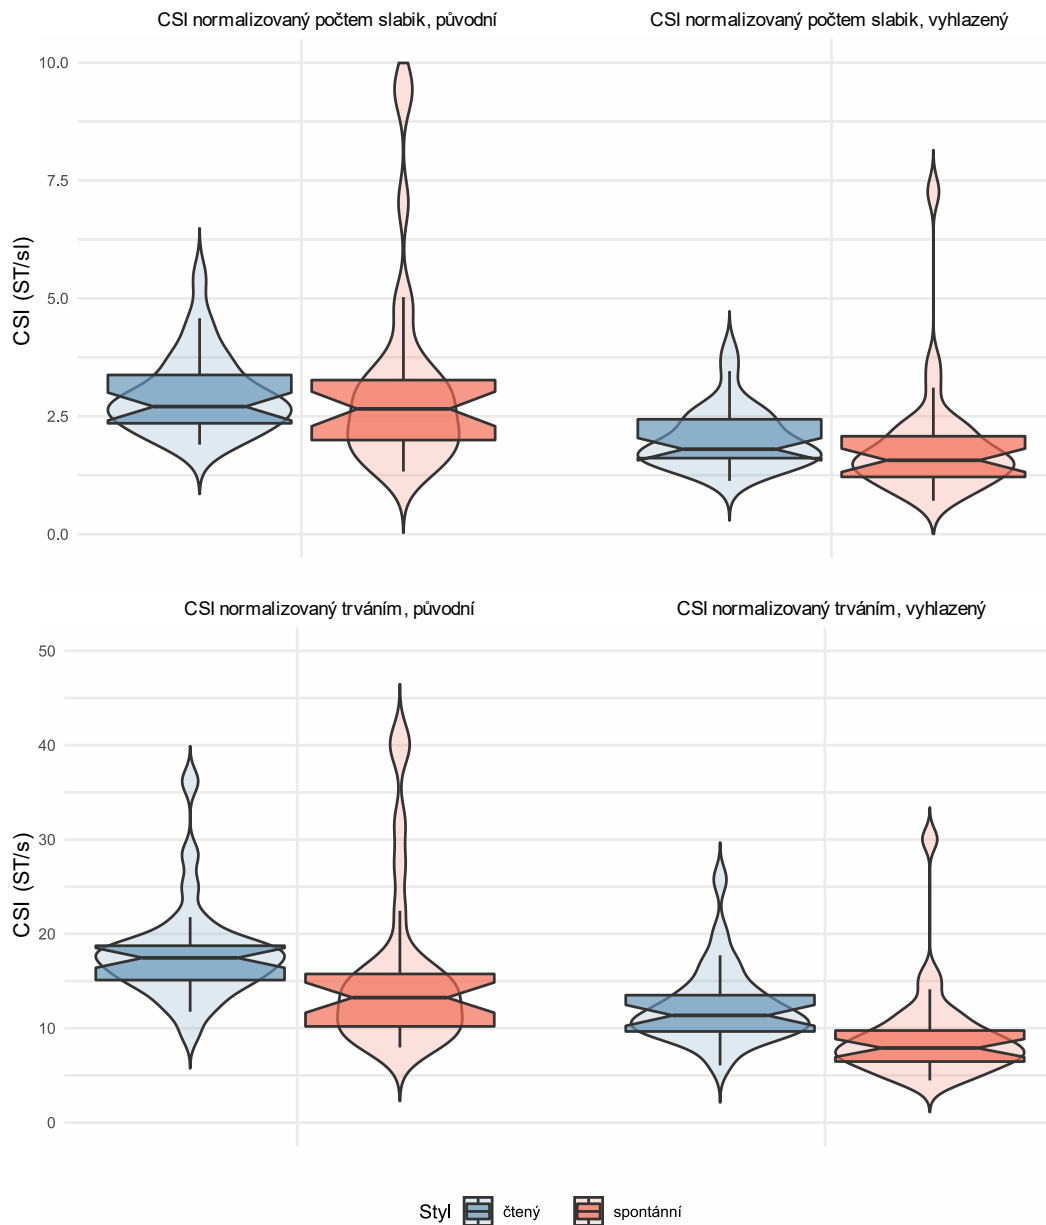 CSI normalizovaný počtem slabik, původní
CSI normalizovaný počtem slabik, vyhlazený
10.0
7.5
5.0
2.5
0.0
CSI (ST/sl)
CSI normalizovaný trváním, původní
CSI normalizovaný trváním, vyhlazený
50
40
30
20
10
0
CSI (ST/s)
Styl čtený spontánní